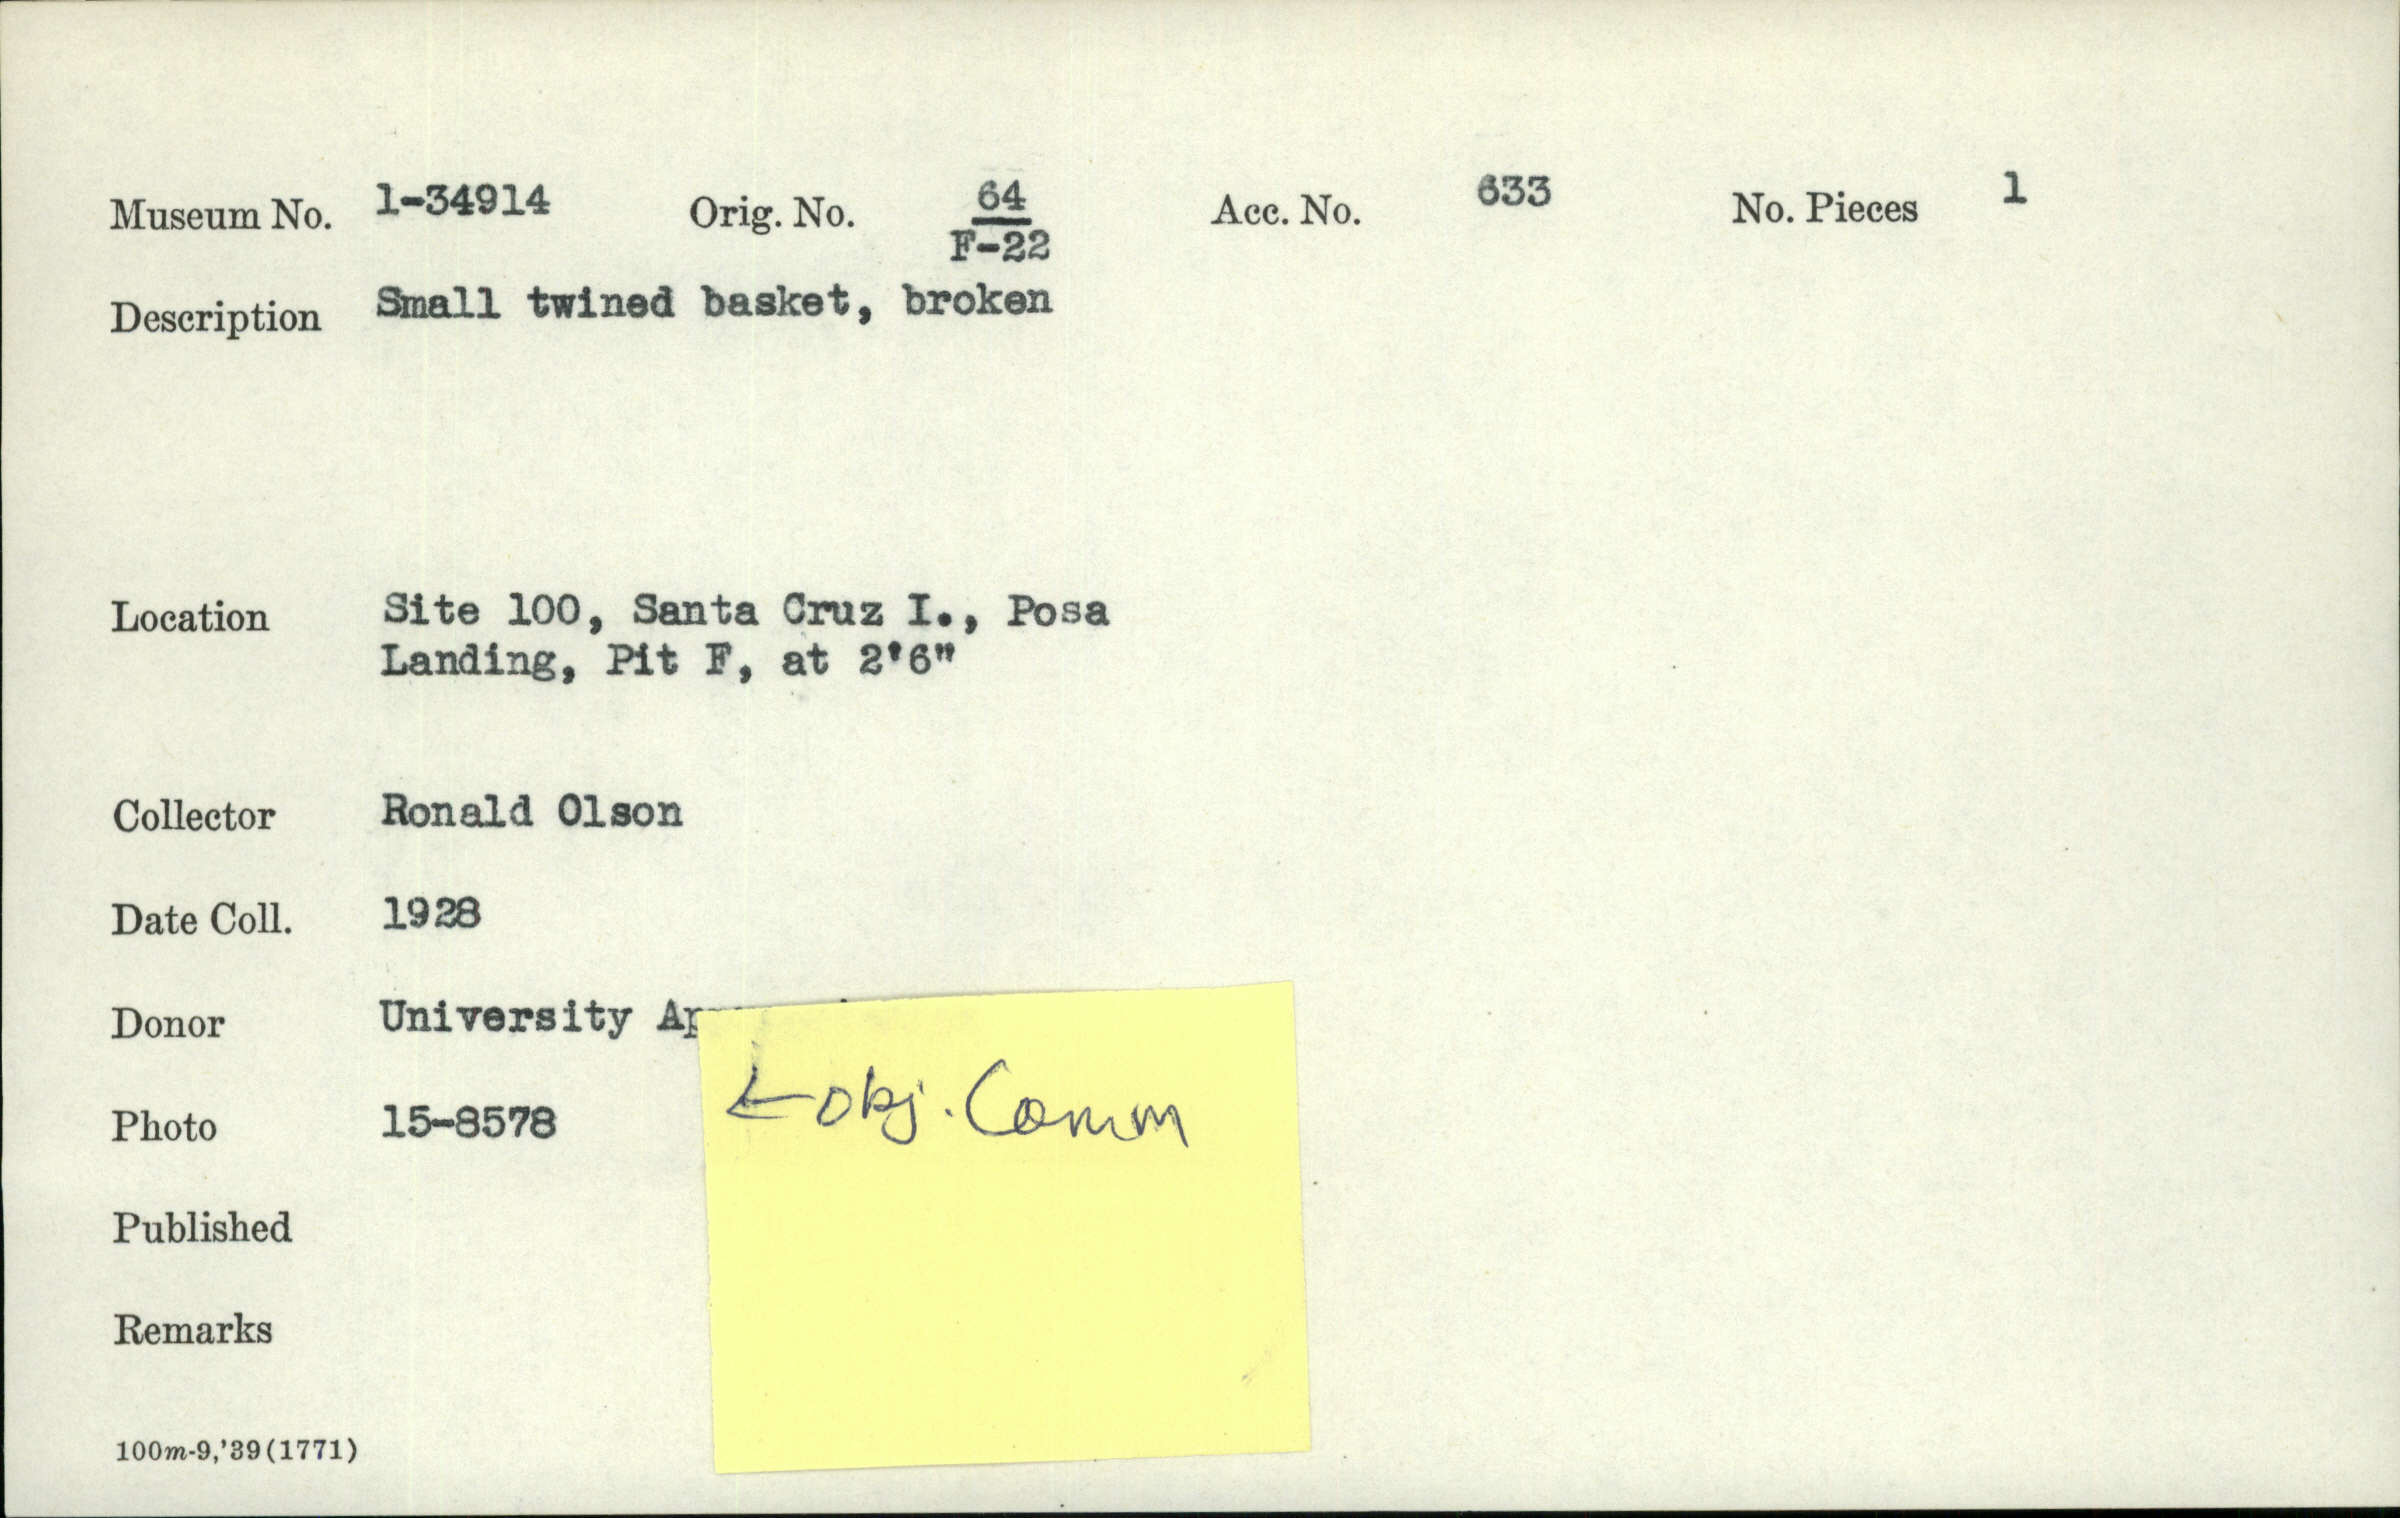 Museum No. 1-34914 Orig. No. 64 Acc. No. 633 No. Pieces 1
F-22
Description Small twined basket, broken
Location Site 100, Santa Cruz I., Posa
Landing, Pit F, at 2'6"
Collector Ronald Olson
Date Coll. 1928
Donor University
Photo 15-8578
← obj. Comm
Published
Remarks
100m-9,'39(1771)